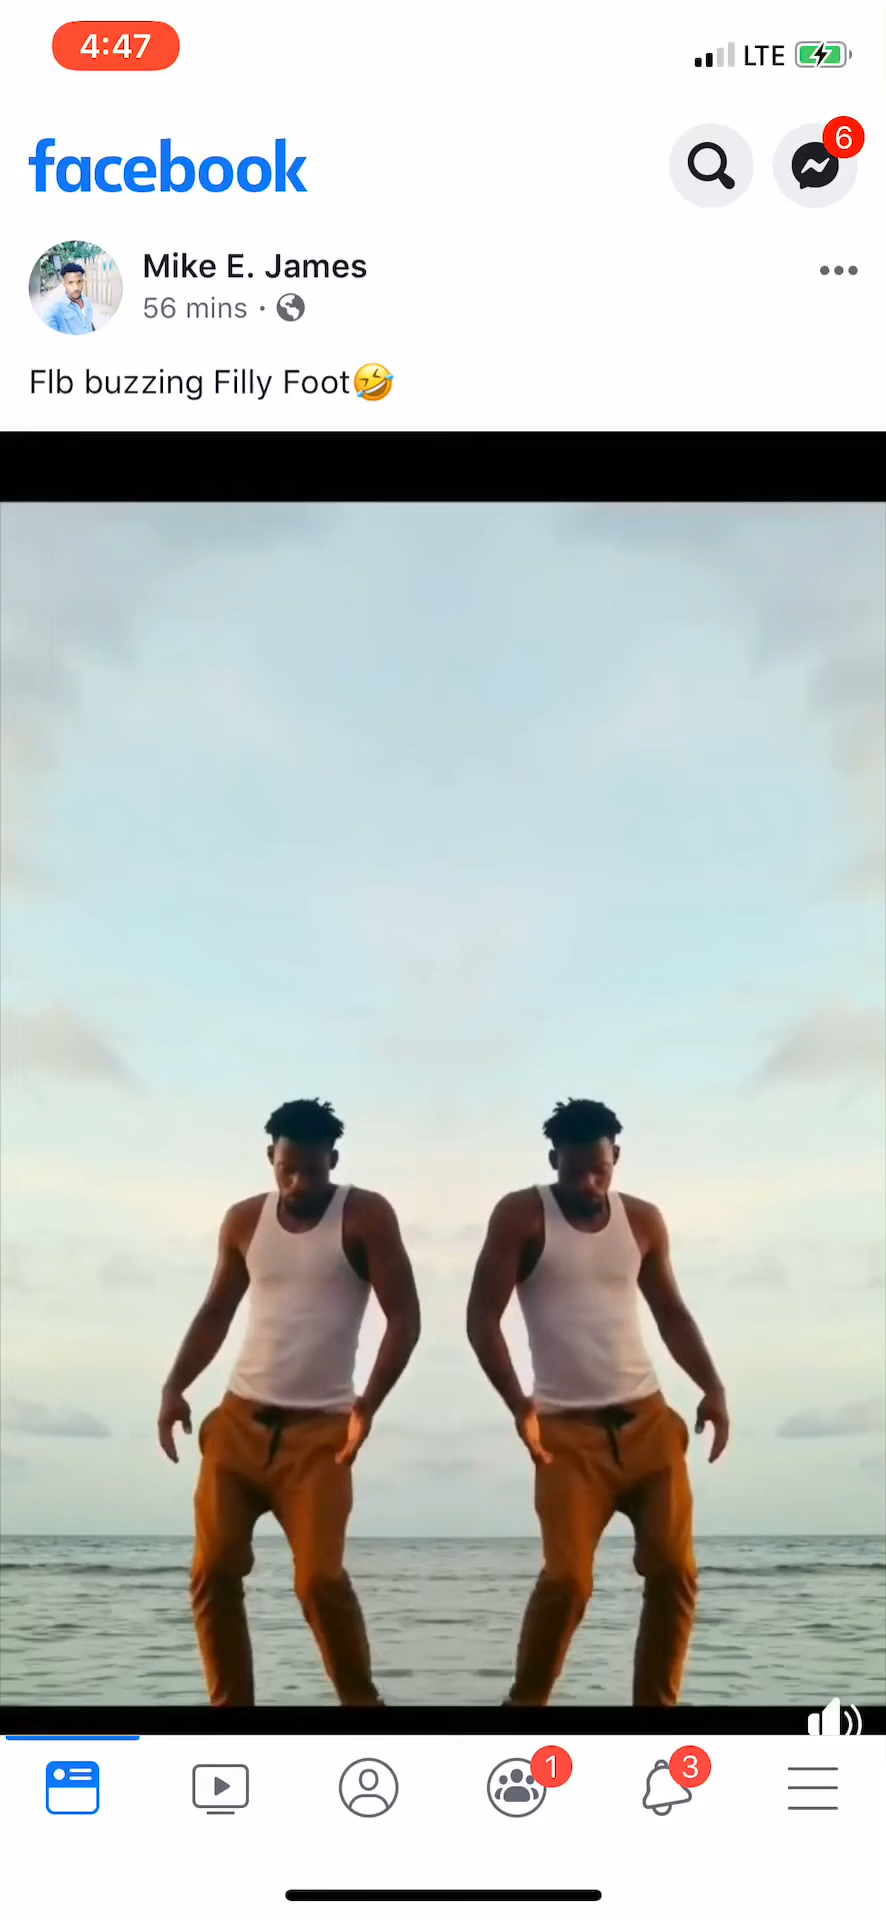 4:47
LTE
facebook
6
Mike E. James
56 mins ·
Flb buzzing Filly Foot🤣
1
3